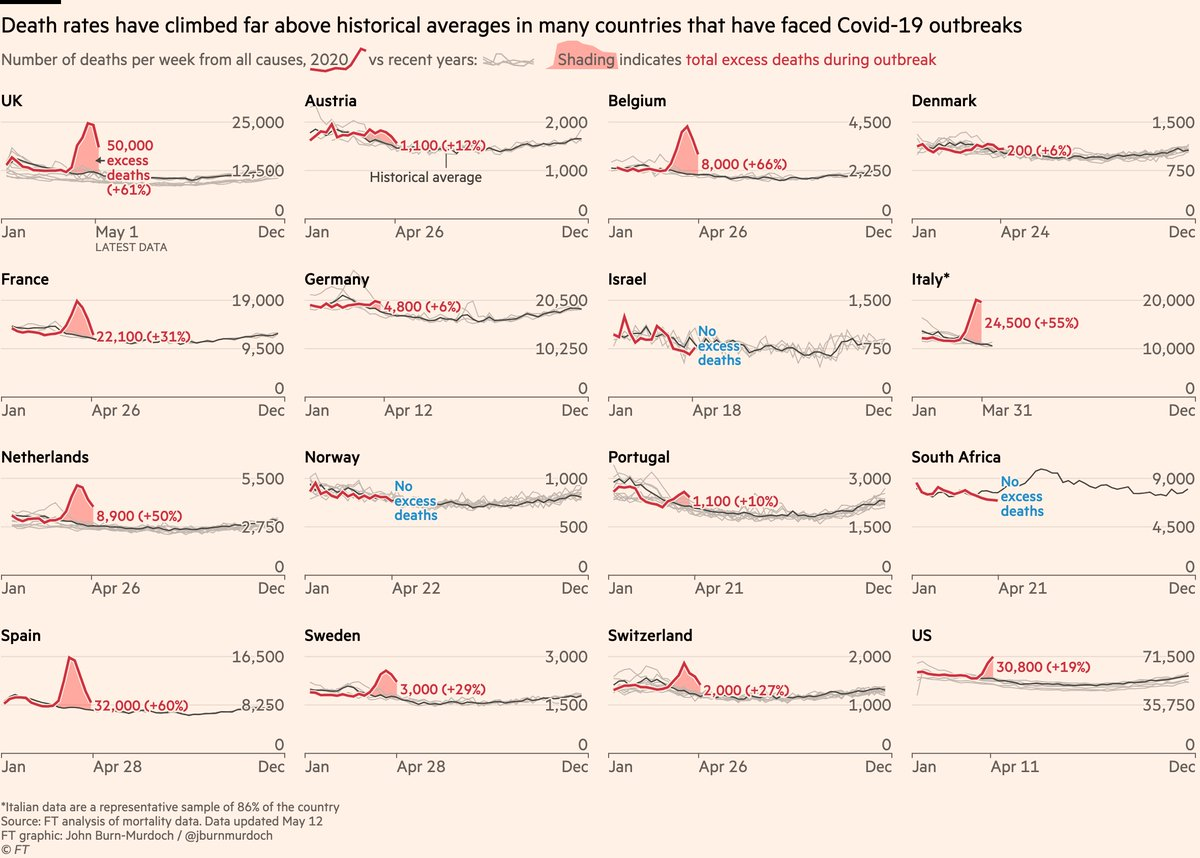 Death rates have climbed far above historical averages in many countries that have faced Covid-19 outbreaks
Number of deaths per week from all causes, 2020 vs recent years: Shading indicates total excess deaths during outbreak
UK
25,000
50,000
excess
deaths
(+61%)
12,500
0
Jan May 1 Dec
LATEST DATA
Austria
2,000
1,100 (+12%)
1,000
Historical average
0
Jan Apr 26 Dec
Belgium
4,500
8,000 (+66%)
2,250
0
Jan Apr 26 Dec
Denmark
1,500
200 (+6%)
750
0
Jan Apr 24 Dec
France
19,000
22,100 (+31%)
9,500
0
Jan Apr 26 Dec
Germany
20,500
4,800 (+6%)
10,250
0
Jan Apr 12 Dec
Israel
1,500
No
excess
deaths
750
0
Jan Apr 18 Dec
Italy*
20,000
24,500 (+55%)
10,000
0
Jan Mar 31 Dec
Netherlands
5,500
8,900 (+50%)
2,750
0
Jan Apr 26 Dec
Norway
1,000
No
excess
deaths
500
0
Jan Apr 22 Dec
Portugal
3,000
1,100 (+10%)
1,500
0
Jan Apr 21 Dec
South Africa
9,000
No
excess
deaths
4,500
0
Jan Apr 21 Dec
Spain
16,500
32,000 (+60%)
8,250
0
Jan Apr 28 Dec
Sweden
3,000
3,000 (+29%)
1,500
0
Jan Apr 28 Dec
Switzerland
2,000
2,000 (+27%)
1,000
0
Jan Apr 26 Dec
US
71,500
30,800 (+19%)
35,750
0
Jan Apr 11 Dec
*Italian data are a representative sample of 86% of the country
Source: FT analysis of mortality data. Data updated May 12
FT graphic: John Burn-Murdoch / @jburnmurdoch
© FT